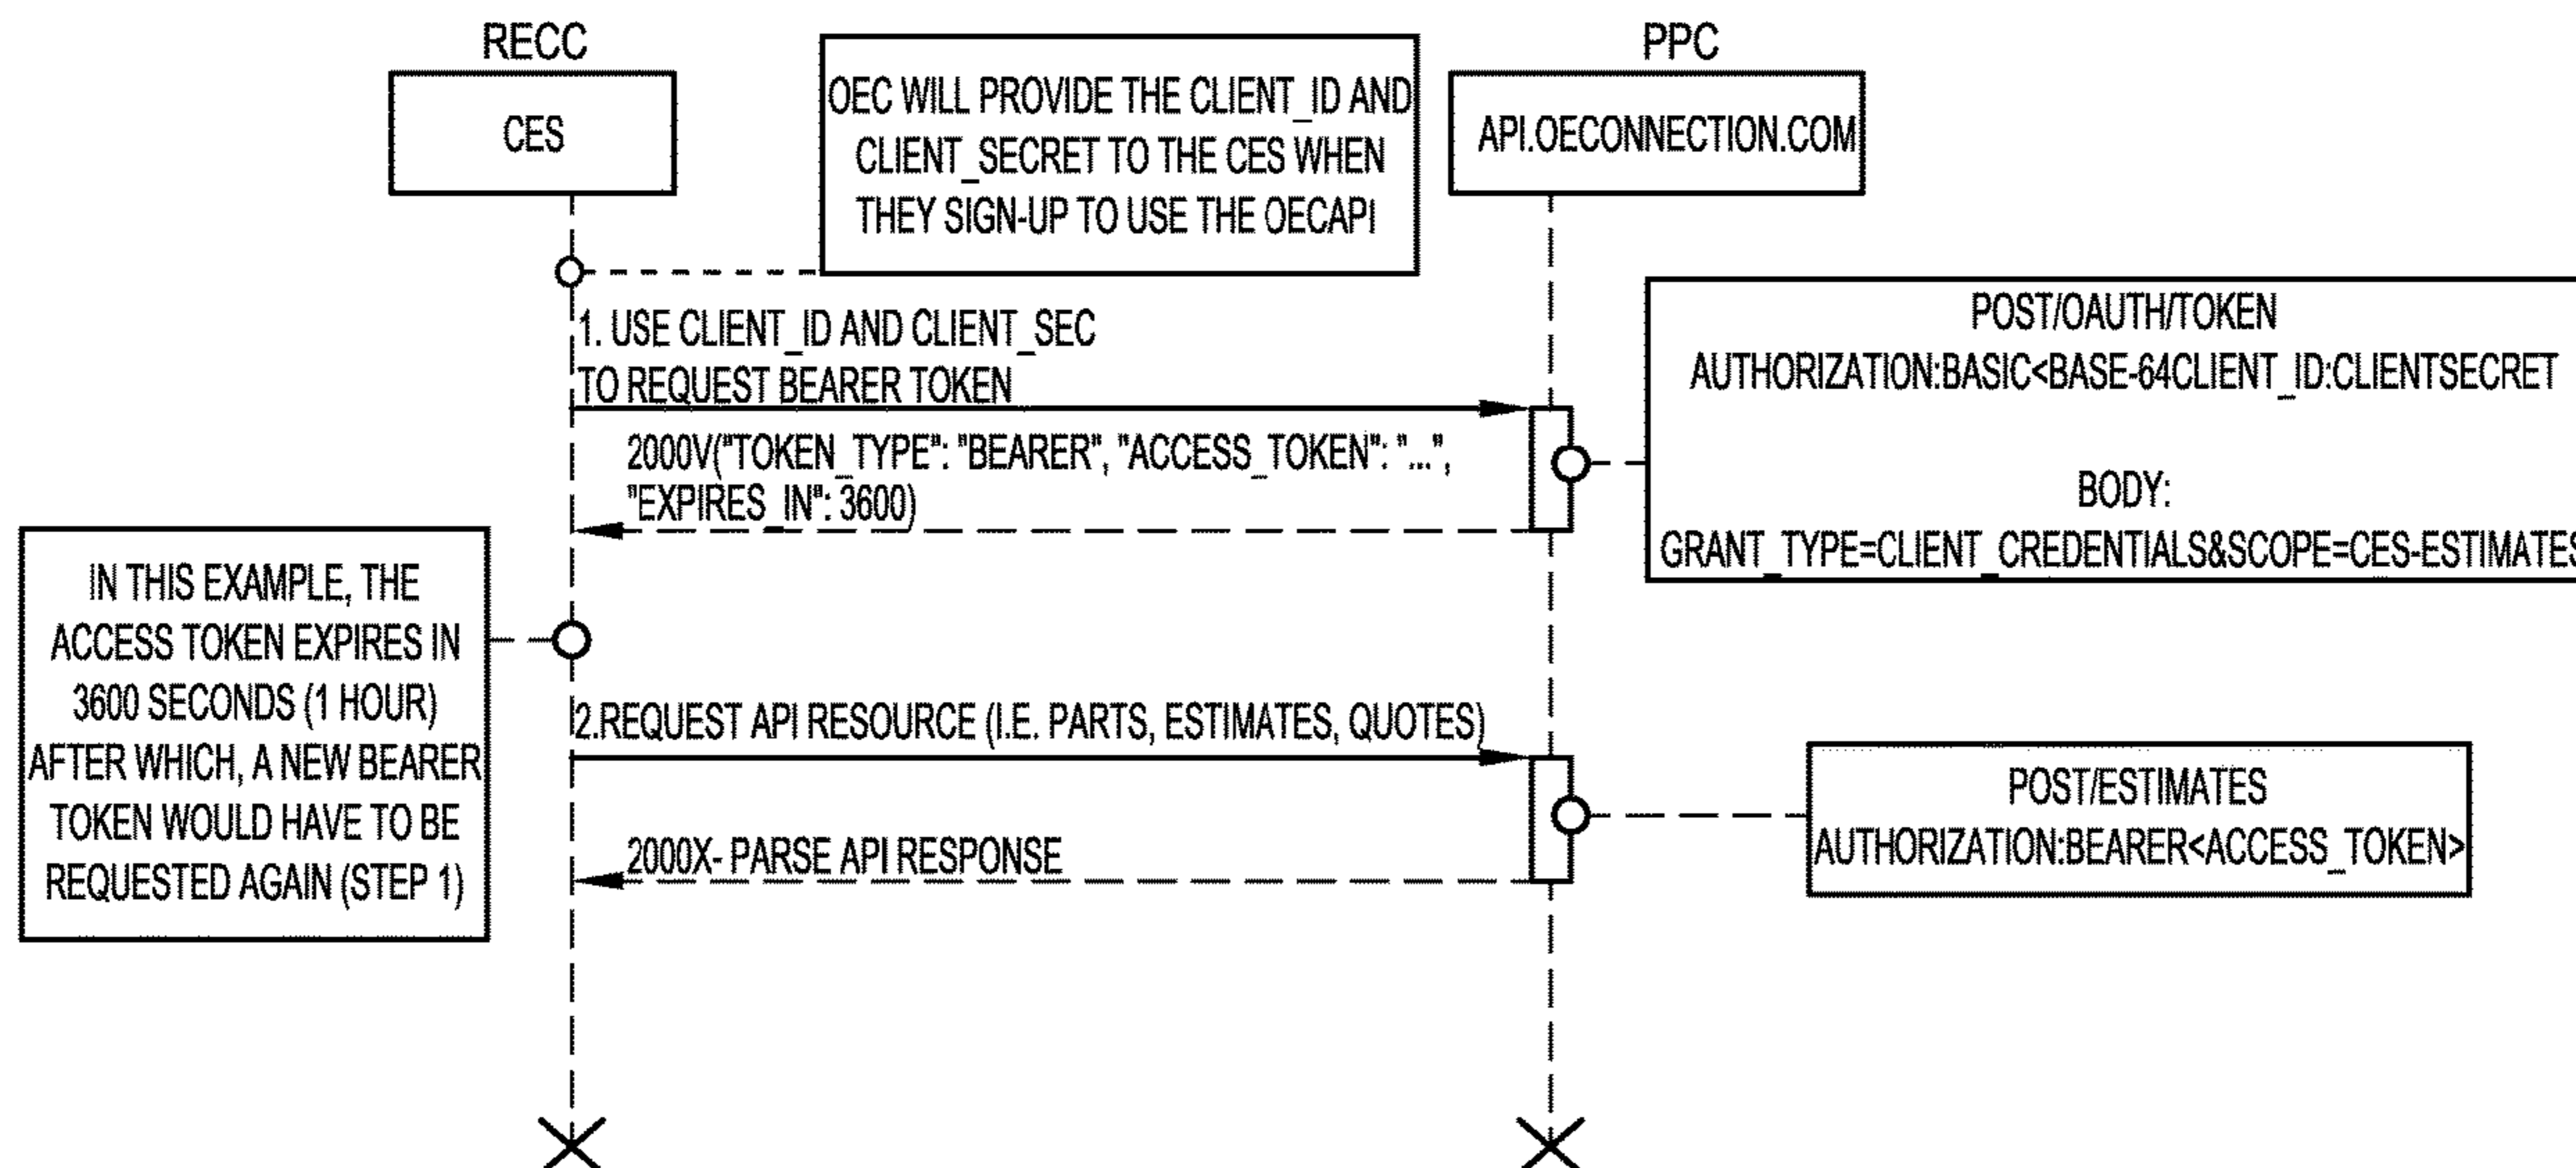 RECC
CES
OEC WILL PROVIDE THE CLIENT_ID AND
CLIENT_SECRET TO THE CES WHEN
THEY SIGN-UP TO USE THE OECAPI
PPC
API.OECONNECTION.COM
1. USE CLIENT_ID AND CLIENT_SEC
TO REQUEST BEARER TOKEN
POST/OAUTH/TOKEN
AUTHORIZATION:BASIC<BASE-64CLIENT_ID:CLIENTSECRET
BODY:
GRANT_TYPE=CLIENT_CREDENTIALS&SCOPE=CES-ESTIMATES
2000V("TOKEN_TYPE": "BEARER", "ACCESS_TOKEN": "...",
"EXPIRES_IN": 3600)
IN THIS EXAMPLE, THE
ACCESS TOKEN EXPIRES IN
3600 SECONDS (1 HOUR)
AFTER WHICH, A NEW BEARER
TOKEN WOULD HAVE TO BE
REQUESTED AGAIN (STEP 1)
2.REQUEST API RESOURCE (I.E. PARTS, ESTIMATES, QUOTES)
POST/ESTIMATES
AUTHORIZATION:BEARER<ACCESS_TOKEN>
2000X- PARSE API RESPONSE